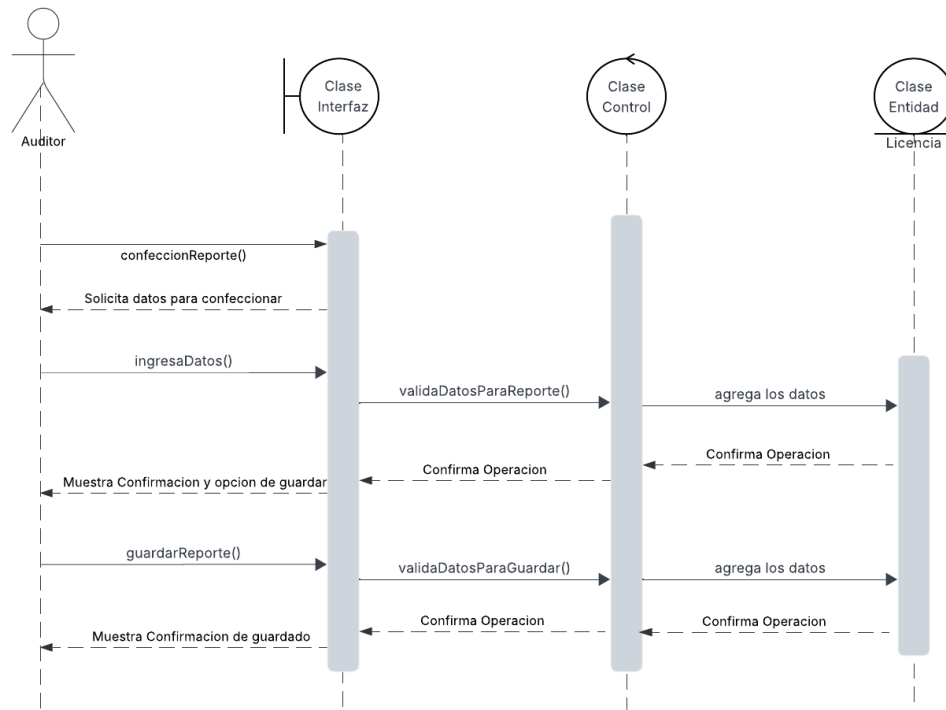 Auditor
Clase
Interfaz
Clase
Control
Clase
Entidad
Licencia
confeccionReporte()
Solicita datos para confeccionar
ingresaDatos()
validaDatosParaReporte()
agrega los datos
Confirma Operacion
Confirma Operacion
Muestra Confirmacion y opcion de guardar
guardarReporte()
validaDatosParaGuardar()
agrega los datos
Confirma Operacion
Confirma Operacion
Muestra Confirmacion de guardado